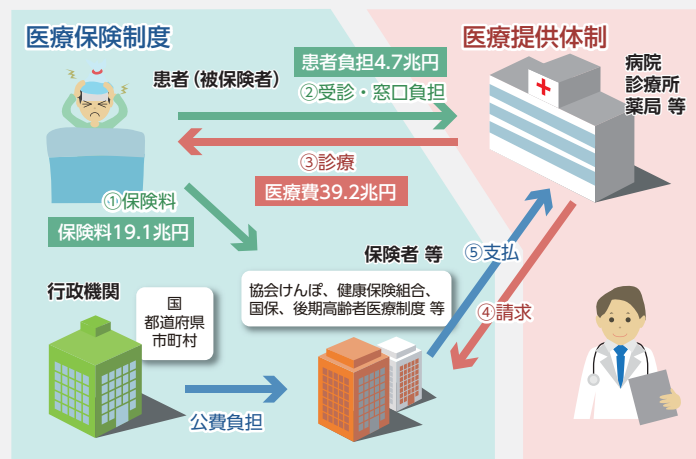 医療保険制度
医療提供体制
患者負担4.7兆円
患者（被保険者）
②受診・窓口負担
病院
診療所
薬局 等
③診療
医療費39.2兆円
①保険料
保険料19.1兆円
保険者 等
⑤支払
行政機関
国
都道府県
市町村
協会けんぽ、健康保険組合、
国保、後期高齢者医療制度 等
④請求
公費負担